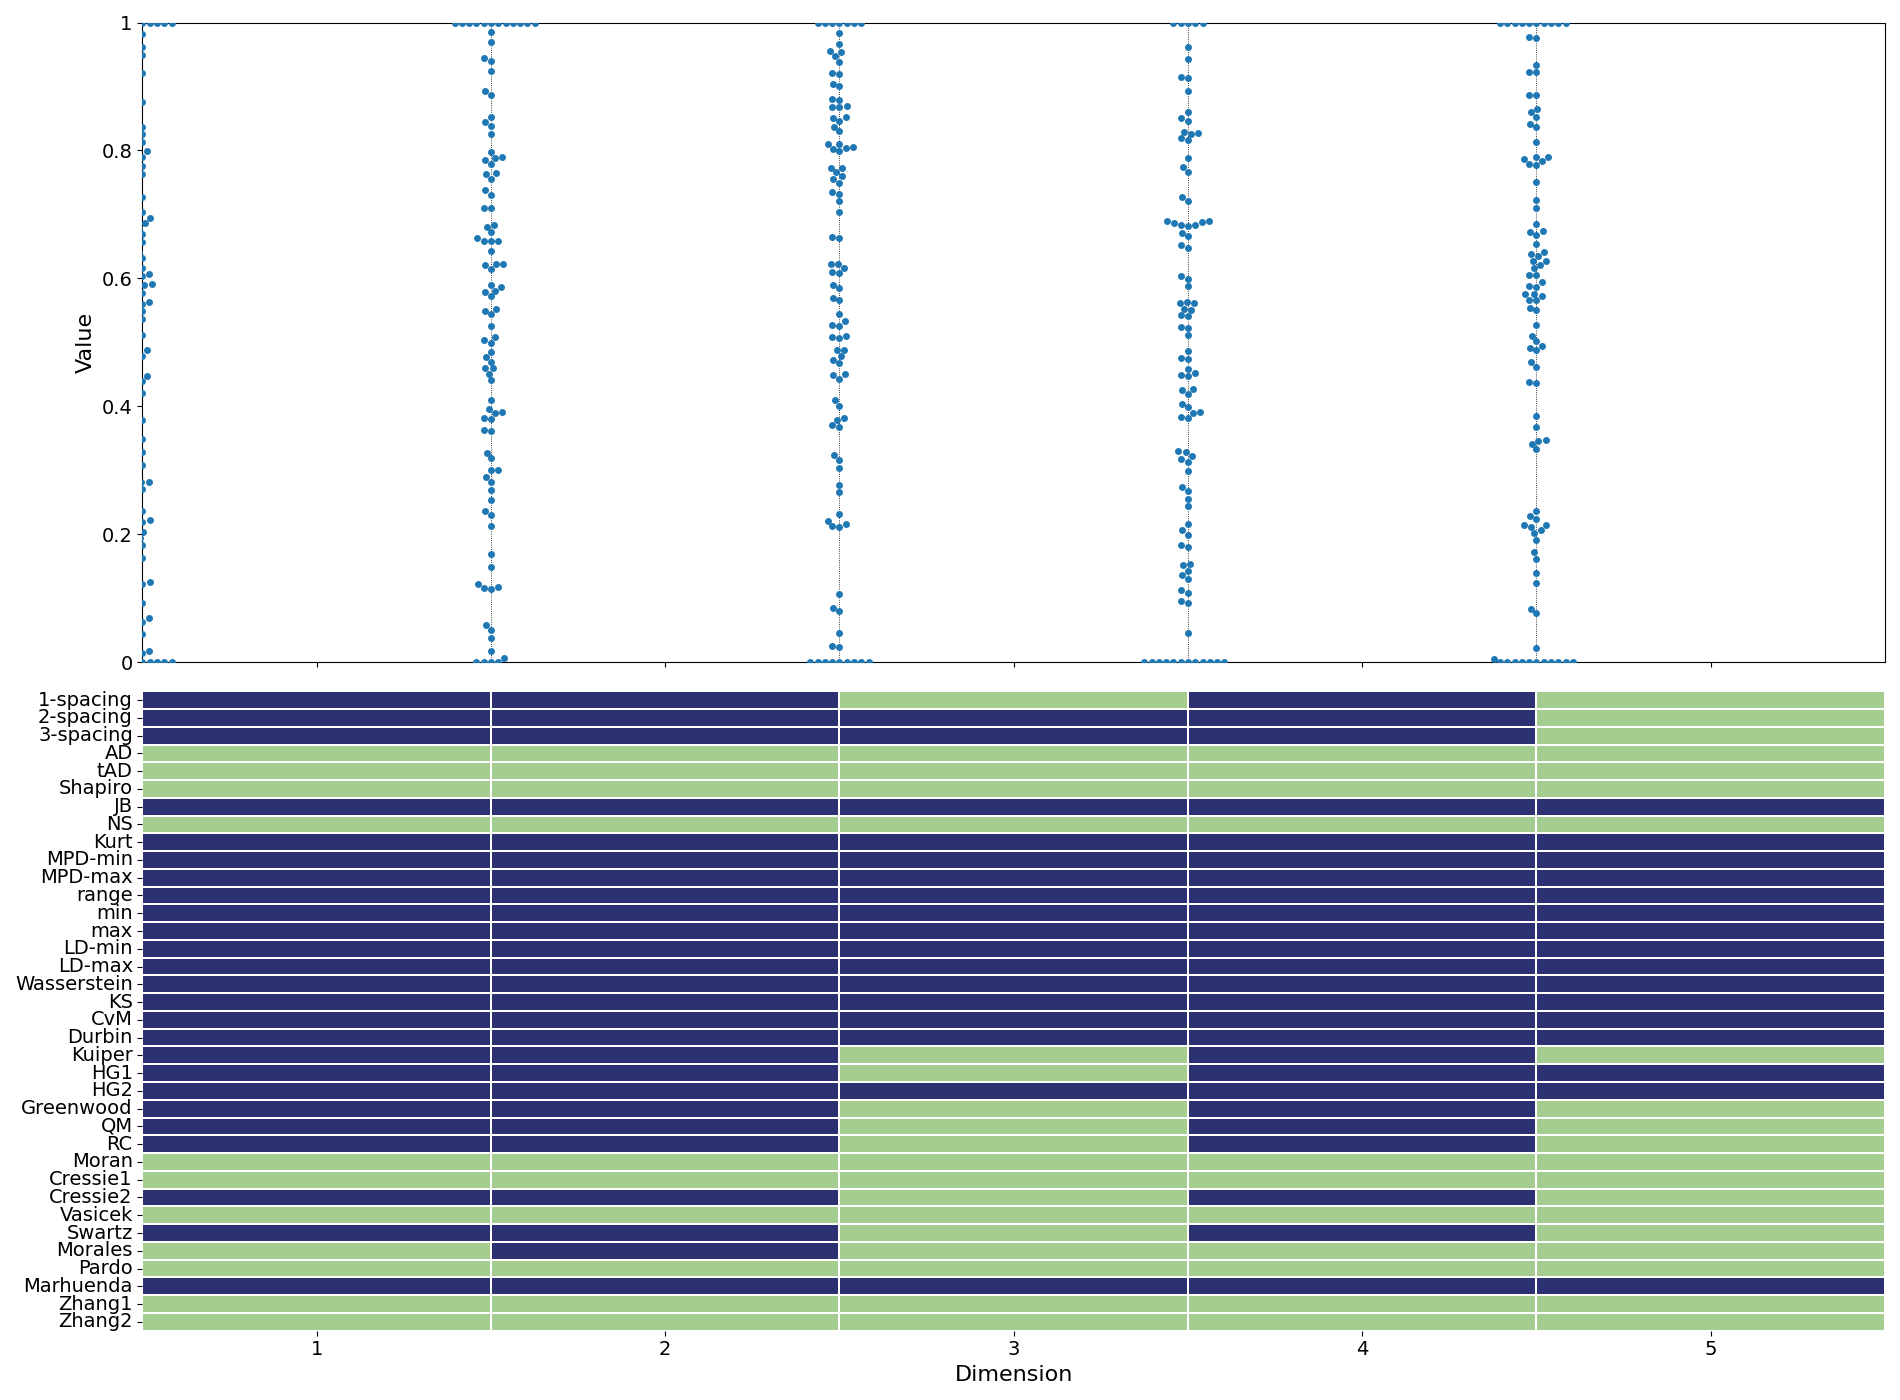 1
0.8
0.6
0.4
0.2
0
Value
1-spacing
2-spacing
3-spacing
AD
tAD
Shapiro
JB
NS
Kurt
MPD-min
MPD-max
range
min
max
LD-min
LD-max
Wasserstein
KS
CvM
Durbin
Kuiper
HG1
HG2
Greenwood
QM
RC
Moran
Cressie1
Cressie2
Vasicek
Swartz
Morales
Pardo
Marhuenda
Zhang1
Zhang2
1 2 3 4 5
Dimension